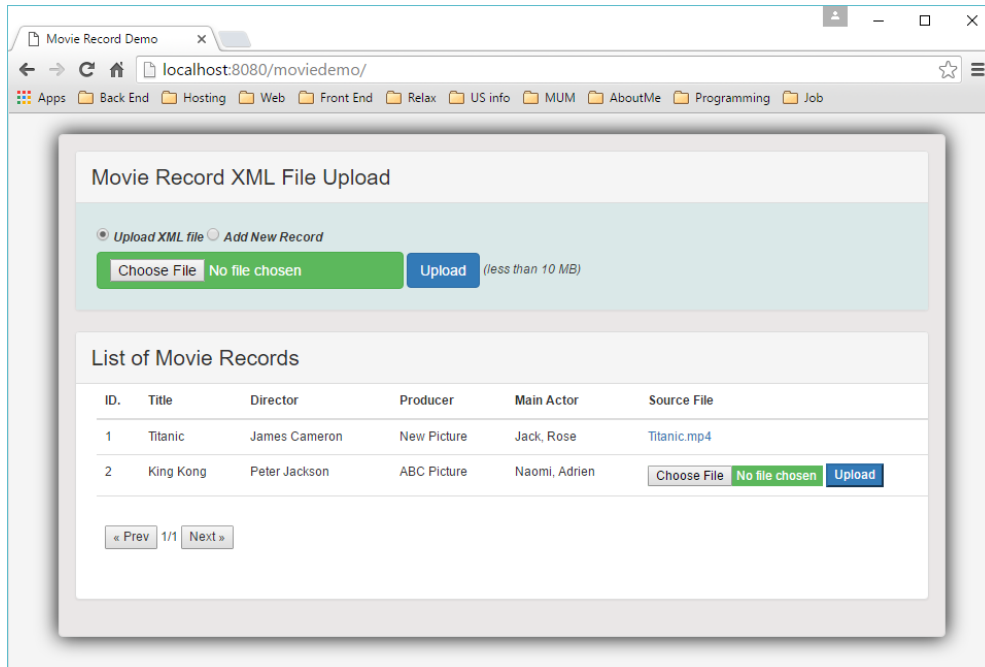 Movie Record Demo
localhost:8080/moviedemo/
Apps Back End Hosting Web Front End Relax US info MUM AboutMe Programming Job
Movie Record XML File Upload
Upload XML file Add New Record
Choose File No file chosen Upload (less than 10 MB)
List of Movie Records
ID. Title Director Producer Main Actor Source File
1 Titanic James Cameron New Picture Jack, Rose Titanic.mp4
2 King Kong Peter Jackson ABC Picture Naomi, Adrien Choose File No file chosen Upload
« Prev 1/1 Next »